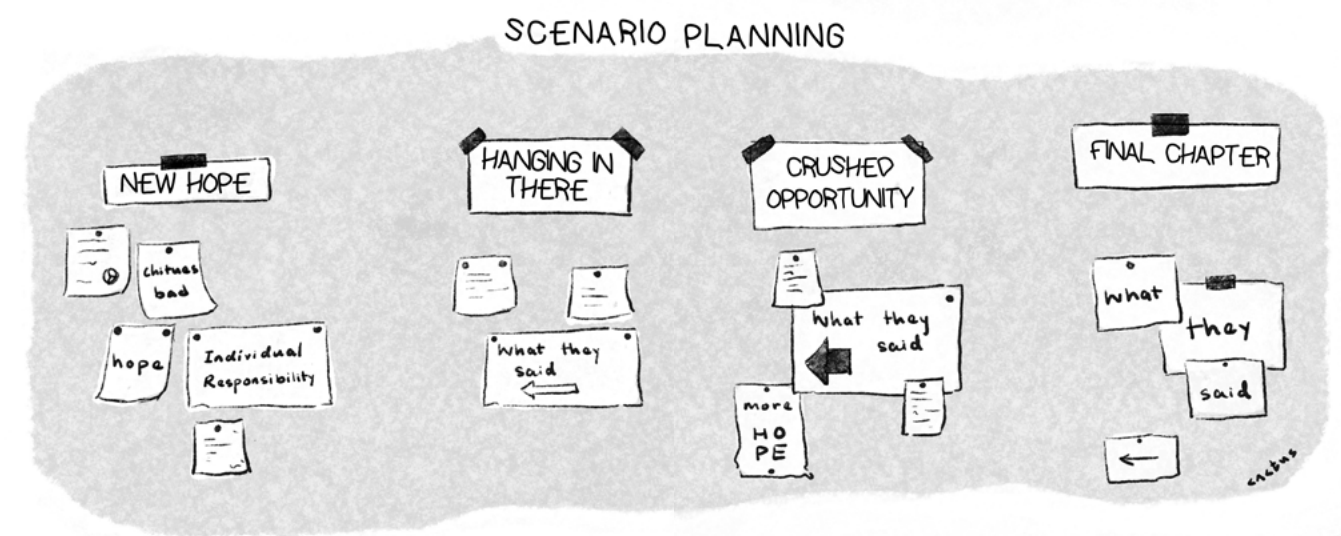 SCENARIO PLANNING
NEW HOPE
chitues
bad
hope
Individual
Responsibility
HANGING IN
THERE
What they
said
CRUSHED
OPPORTUNITY
What they
said
more
HO
PE
FINAL CHAPTER
what
they
said
cactus